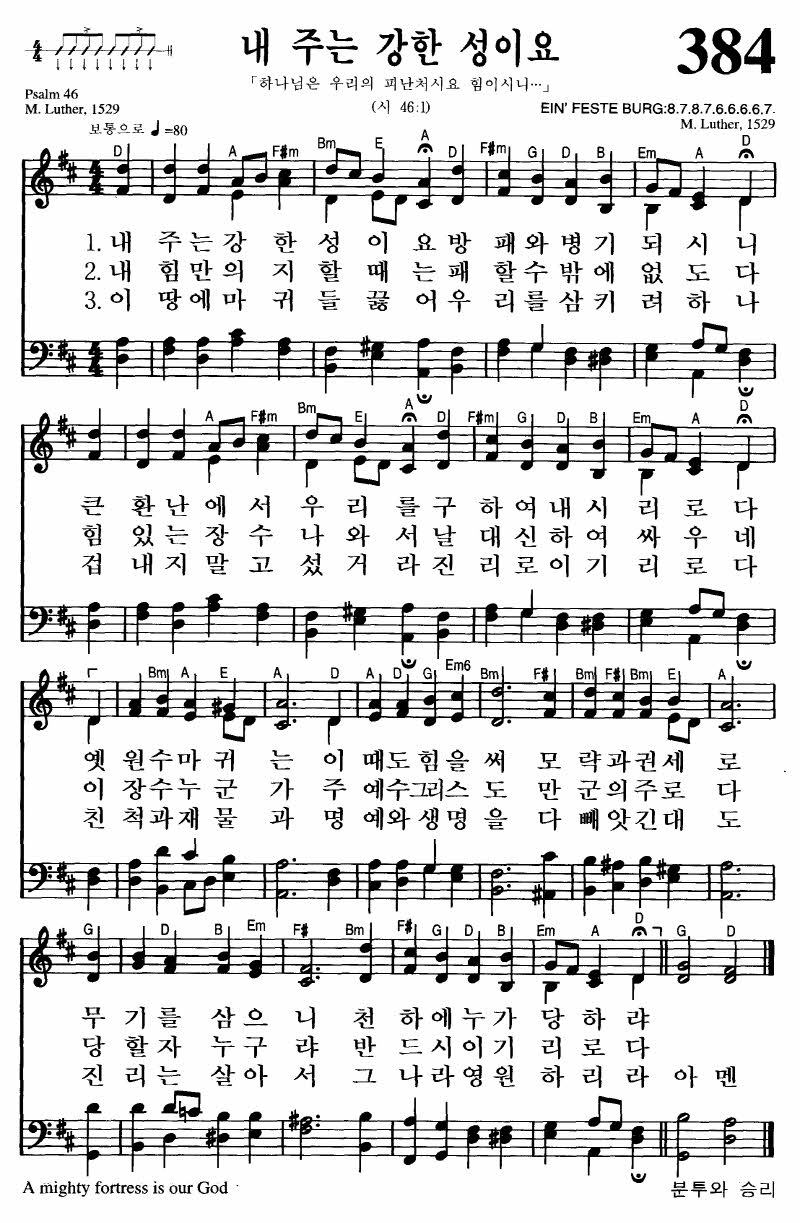 4/4
내 주는 강한 성이요
384
「하나님은 우리의 피난처시요 힘이시니…」
(시 46:1)
Psalm 46
M. Luther, 1529
EIN' FESTE BURG:8.7.8.7.6.6.6.6.7.
M. Luther, 1529
보통으로 ♩=80
D A F#m Bm E A D F#m G D B Em A D
1. 내 주는강 한 성 이 요방 패와병기 되 시 니
2. 내 힘만의 지 할 때 는패 할수밖에 없 도 다
3. 이 땅에마 귀 들 끓 어우 리를삼키 려 하 나
A F#m Bm E A D F#m G D B Em A D
큰 환난에서 우 리 를구 하여내시 리 로 다
힘 있는장수 나 와 서날 대신하여 싸 우 네
겁 내지말고 섰 거 라진 리로이기 리 로 다
Bm A E A D A D G Em6 Bm F# Bm F# Bm E A
옛 원수마귀 는 이 때도힘을써 모 략과권세 로
이 장수누군 가 주 예수그리스도 만 군의주로 다
친 척과재물 과 명 예와생명을 다 빼앗긴대 도
G D B Em F# Bm F# G D B Em A D G D
무 기를 삼으니 천 하에누가 당 하 랴
당 할자 누구랴 반 드시이기 리 로 다
진 리는 살아서 그 나라영원 하 리 라 아 멘
A mighty fortress is our God
분투와 승리